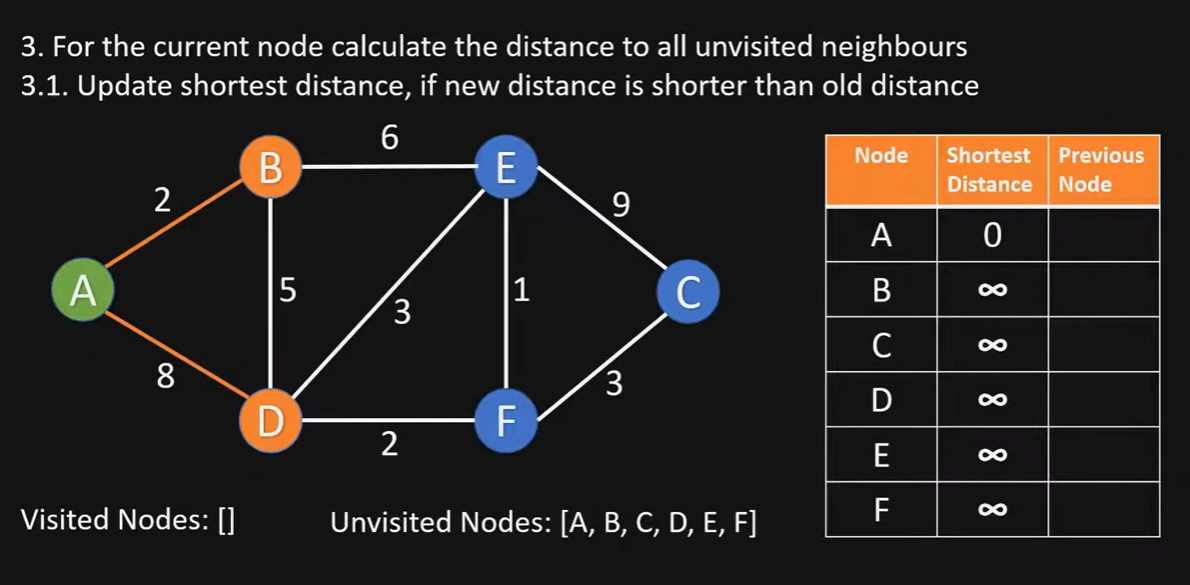 3. For the current node calculate the distance to all unvisited neighbours
3.1. Update shortest distance, if new distance is shorter than old distance
6
B
E
2
9
A
5
3
1
C
8
3
D
F
2
Node Shortest Distance Previous Node
A 0
B ∞
C ∞
D ∞
E ∞
F ∞
Visited Nodes: []
Unvisited Nodes: [A, B, C, D, E, F]